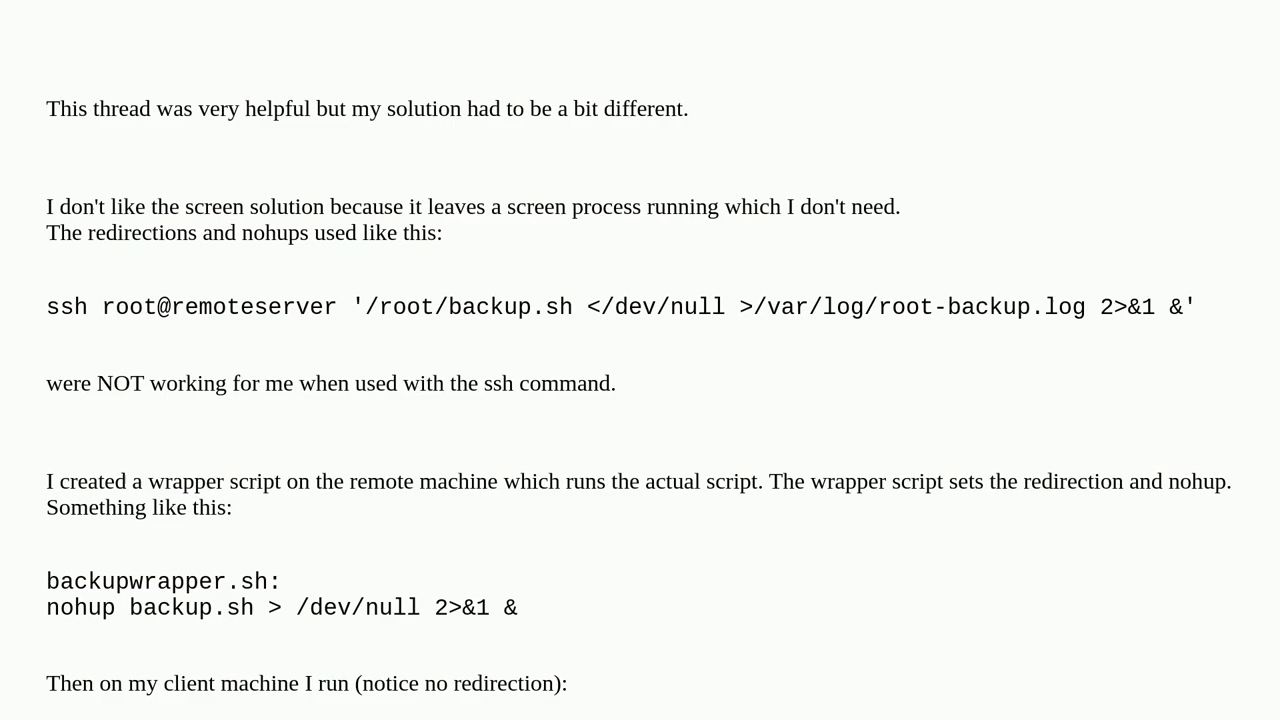 This thread was very helpful but my solution had to be a bit different.
I don't like the screen solution because it leaves a screen process running which I don't need.
The redirections and nohups used like this:
ssh root@remoteserver '/root/backup.sh </dev/null >/var/log/root-backup.log 2>&1 &'
were NOT working for me when used with the ssh command.
I created a wrapper script on the remote machine which runs the actual script. The wrapper script sets the redirection and nohup.
Something like this:
backupwrapper.sh:
nohup backup.sh > /dev/null 2>&1 &
Then on my client machine I run (notice no redirection):